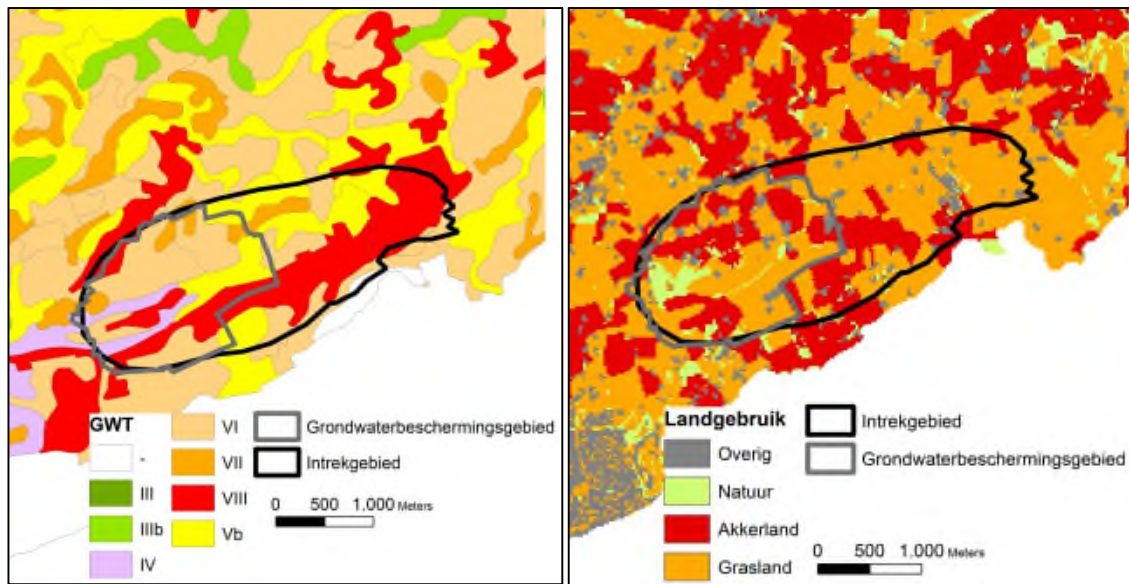 GWT
-
III
IIIb
IV
VI
VII
VIII
Vb
Grondwaterbeschermingsgebied
Intrekgebied
0 500 1.000 Meters
Landgebruik
Overig
Natuur
Akkerland
Grasland
Intrekgebied
Grondwaterbeschermingsgebied
0 500 1.000 Meters